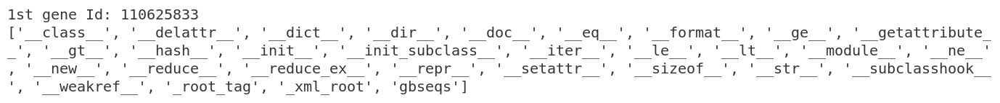 1st gene Id: 110625833
['__class__', '__delattr__', '__dict__', '__dir__', '__doc__', '__eq__', '__format__', '__ge__', '__getattribute_
_', '__gt__', '__hash__', '__init__', '__init_subclass__', '__iter__', '__le__', '__lt__', '__module__', '__ne__'
, '__new__', '__reduce__', '__reduce_ex__', '__repr__', '__setattr__', '__sizeof__', '__str__', '__subclasshook__
', '__weakref__', '_root_tag', '_xml_root', 'gbseqs']